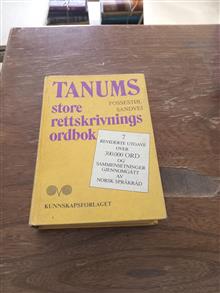 TANUMS
store
FOSSESTØL
SANDVEI
rettskrivnings
ordbok
7
REVIDERTE UTGAVE
OVER
300.000 ORD
OG
SAMMENSETNINGER
GJENNOMGÅTT
AV
NORSK SPRÅKRÅD
KUNNSKAPSFORLAGET